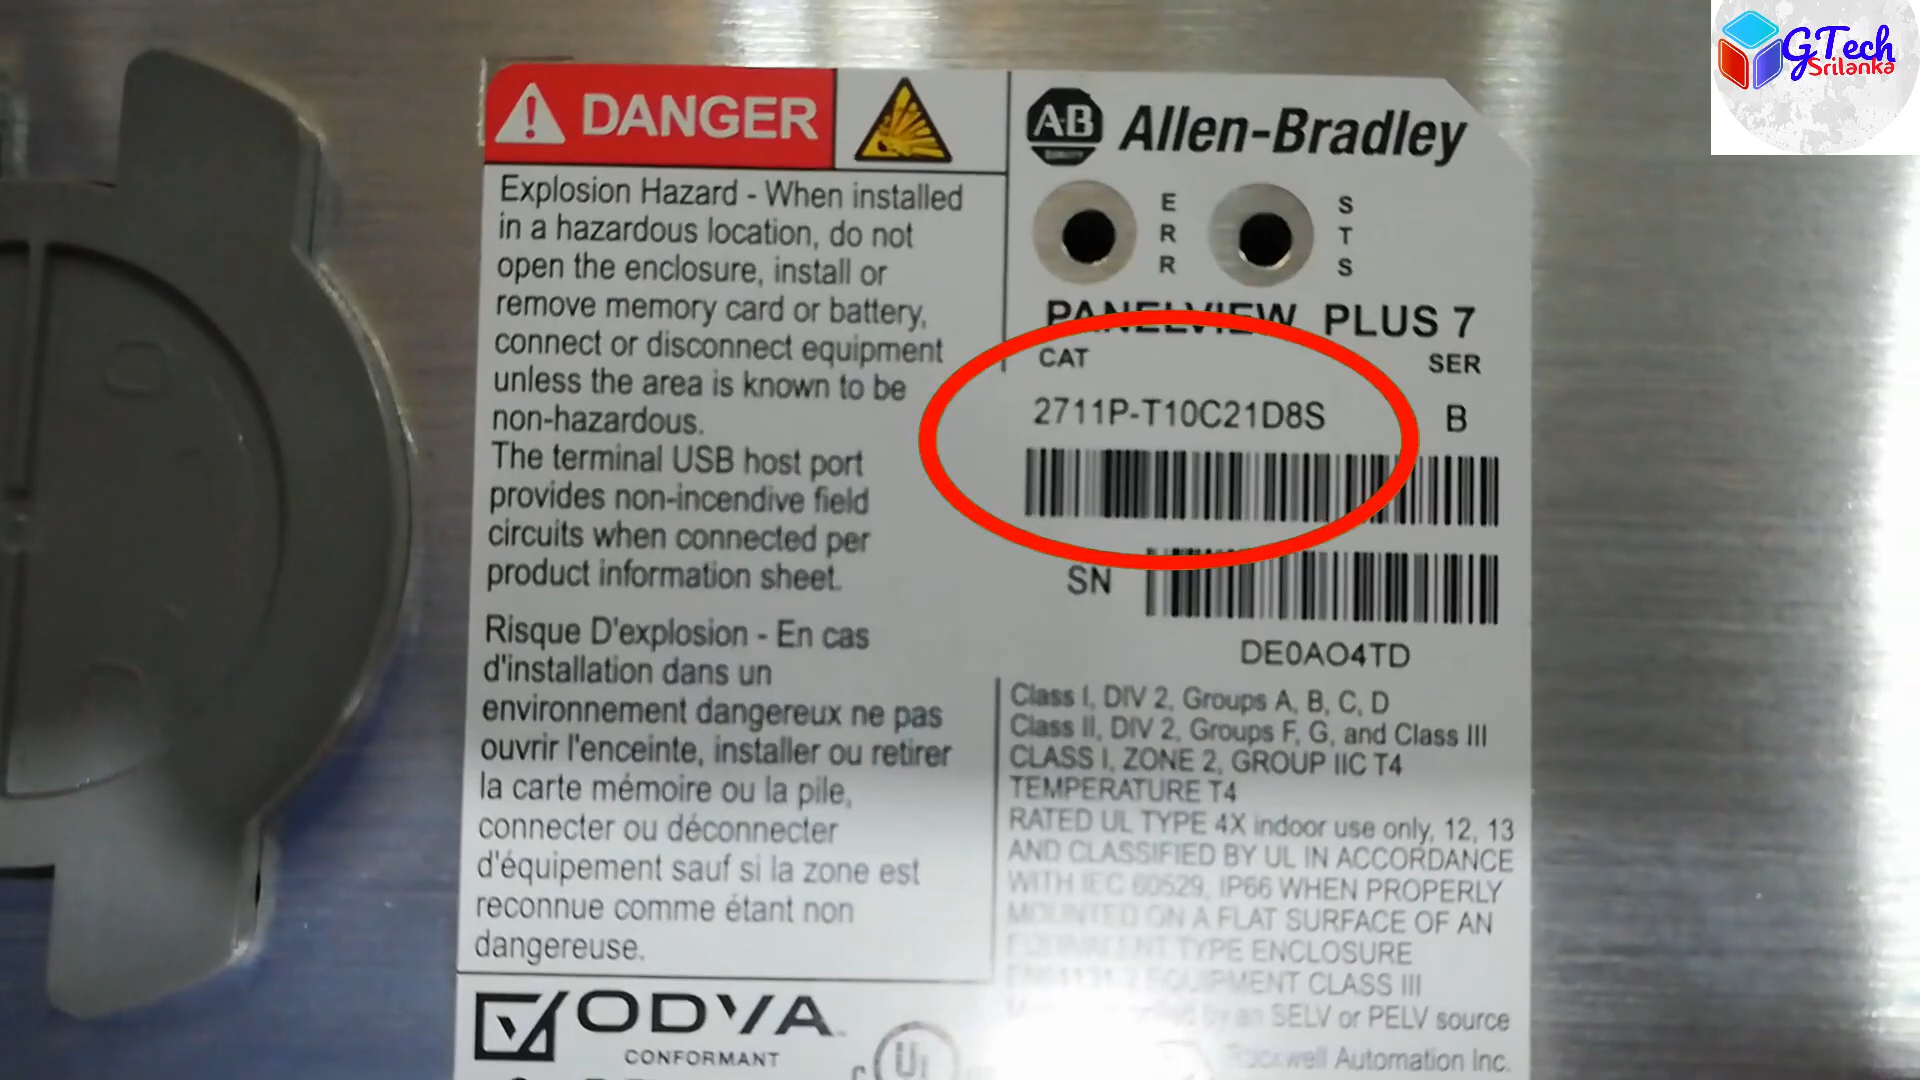 GTech
Srilanka
DANGER
A-B Allen-Bradley
Explosion Hazard - When installed
in a hazardous location, do not
open the enclosure, install or
remove memory card or battery,
connect or disconnect equipment
unless the area is known to be
non-hazardous.
The terminal USB host port
provides non-incendive field
circuits when connected per
product information sheet.
Risque D'explosion - En cas
d'installation dans un
environnement dangereux ne pas
ouvrir l'enceinte, installer ou retirer
la carte mémoire ou la pile,
connecter ou déconnecter
d'équipement sauf si la zone est
reconnue comme étant non
dangereuse.
ERR
STS
PANELVIEW PLUS 7
CAT SER
2711P-T10C21D8S B
SN
DE0AO4TD
Class I, DIV 2, Groups A, B, C, D
Class II, DIV 2, Groups F, G, and Class III
CLASS I, ZONE 2, GROUP IIC T4
TEMPERATURE T4
RATED UL TYPE 4X indoor use only, 12, 13
AND CLASSIFIED BY UL IN ACCORDANCE
WITH IEC 60529, IP66 WHEN PROPERLY
MOUNTED ON A FLAT SURFACE OF AN
EQUIVALENT TYPE ENCLOSURE
EQUIPMENT CLASS III
by an SELV or PELV source
Rockwell Automation Inc.
ODVA
CONFORMANT
c UL